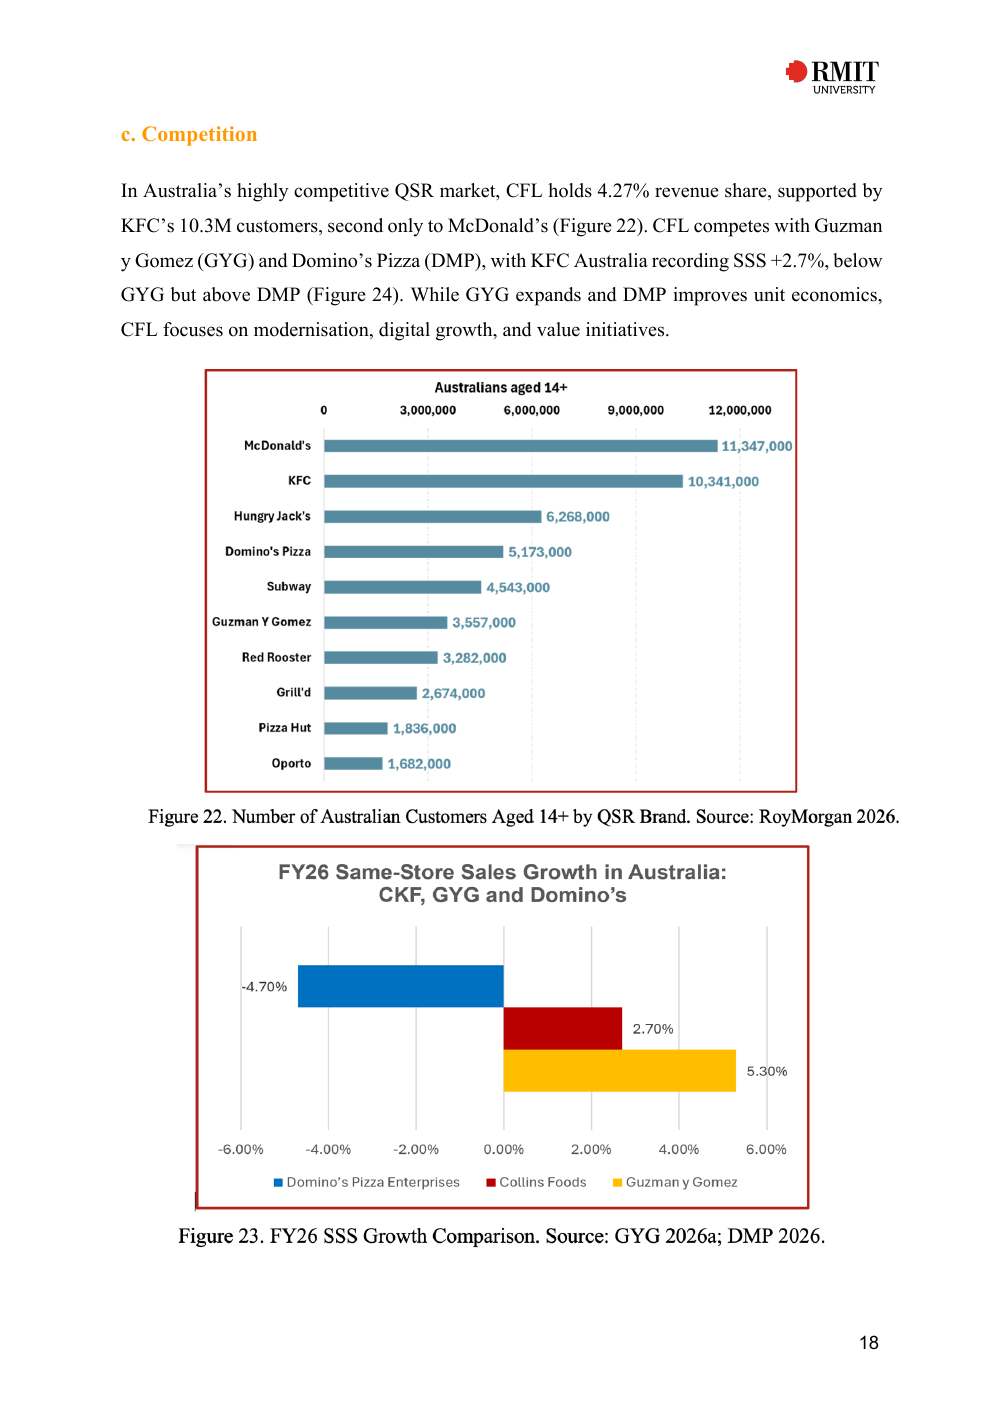 RMIT
UNIVERSITY
c. Competition
In Australia’s highly competitive QSR market, CFL holds 4.27% revenue share, supported by
KFC’s 10.3M customers, second only to McDonald’s (Figure 22). CFL competes with Guzman
y Gomez (GYG) and Domino’s Pizza (DMP), with KFC Australia recording SSS +2.7%, below
GYG but above DMP (Figure 24). While GYG expands and DMP improves unit economics,
CFL focuses on modernisation, digital growth, and value initiatives.
Australians aged 14+
0 3,000,000 6,000,000 9,000,000 12,000,000
McDonald's 11,347,000
KFC 10,341,000
Hungry Jack's 6,268,000
Domino's Pizza 5,173,000
Subway 4,543,000
Guzman Y Gomez 3,557,000
Red Rooster 3,282,000
Grill'd 2,674,000
Pizza Hut 1,836,000
Oporto 1,682,000
Figure 22. Number of Australian Customers Aged 14+ by QSR Brand. Source: RoyMorgan 2026.
FY26 Same-Store Sales Growth in Australia:
CKF, GYG and Domino’s
-4.70%
2.70%
5.30%
-6.00% -4.00% -2.00% 0.00% 2.00% 4.00% 6.00%
Domino’s Pizza Enterprises Collins Foods Guzman y Gomez
Figure 23. FY26 SSS Growth Comparison. Source: GYG 2026a; DMP 2026.
18